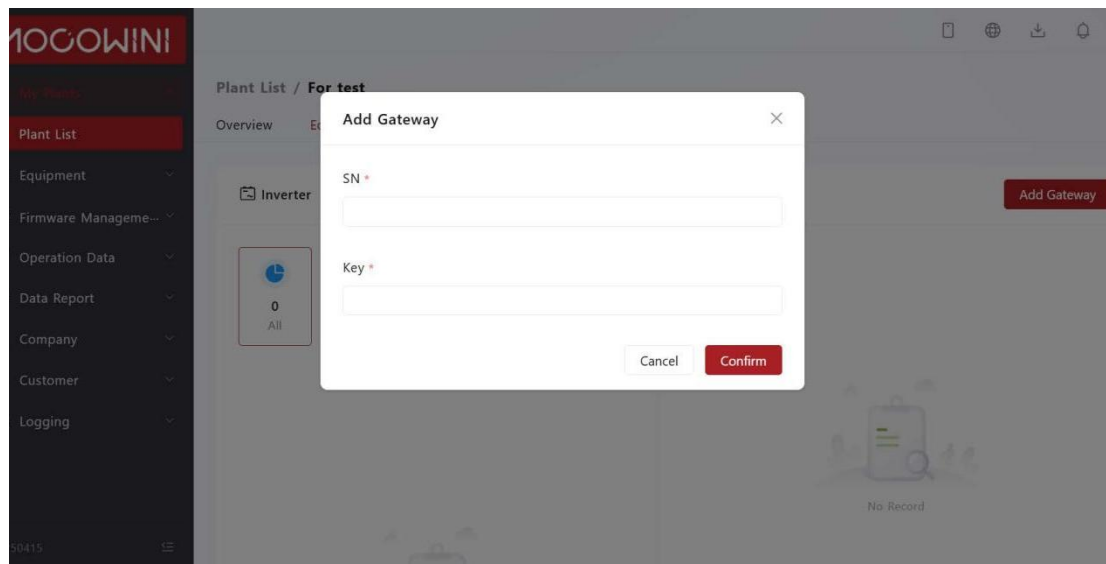 MOCOWINI
My Plants
Plant List / For test
Plant List
Overview
Add Gateway
SN *
Equipment
Inverter
Add Gateway
Firmware Manageme...
Operation Data
Key *
Data Report
0
All
Company
Cancel
Confirm
Customer
Logging
No Record
50415